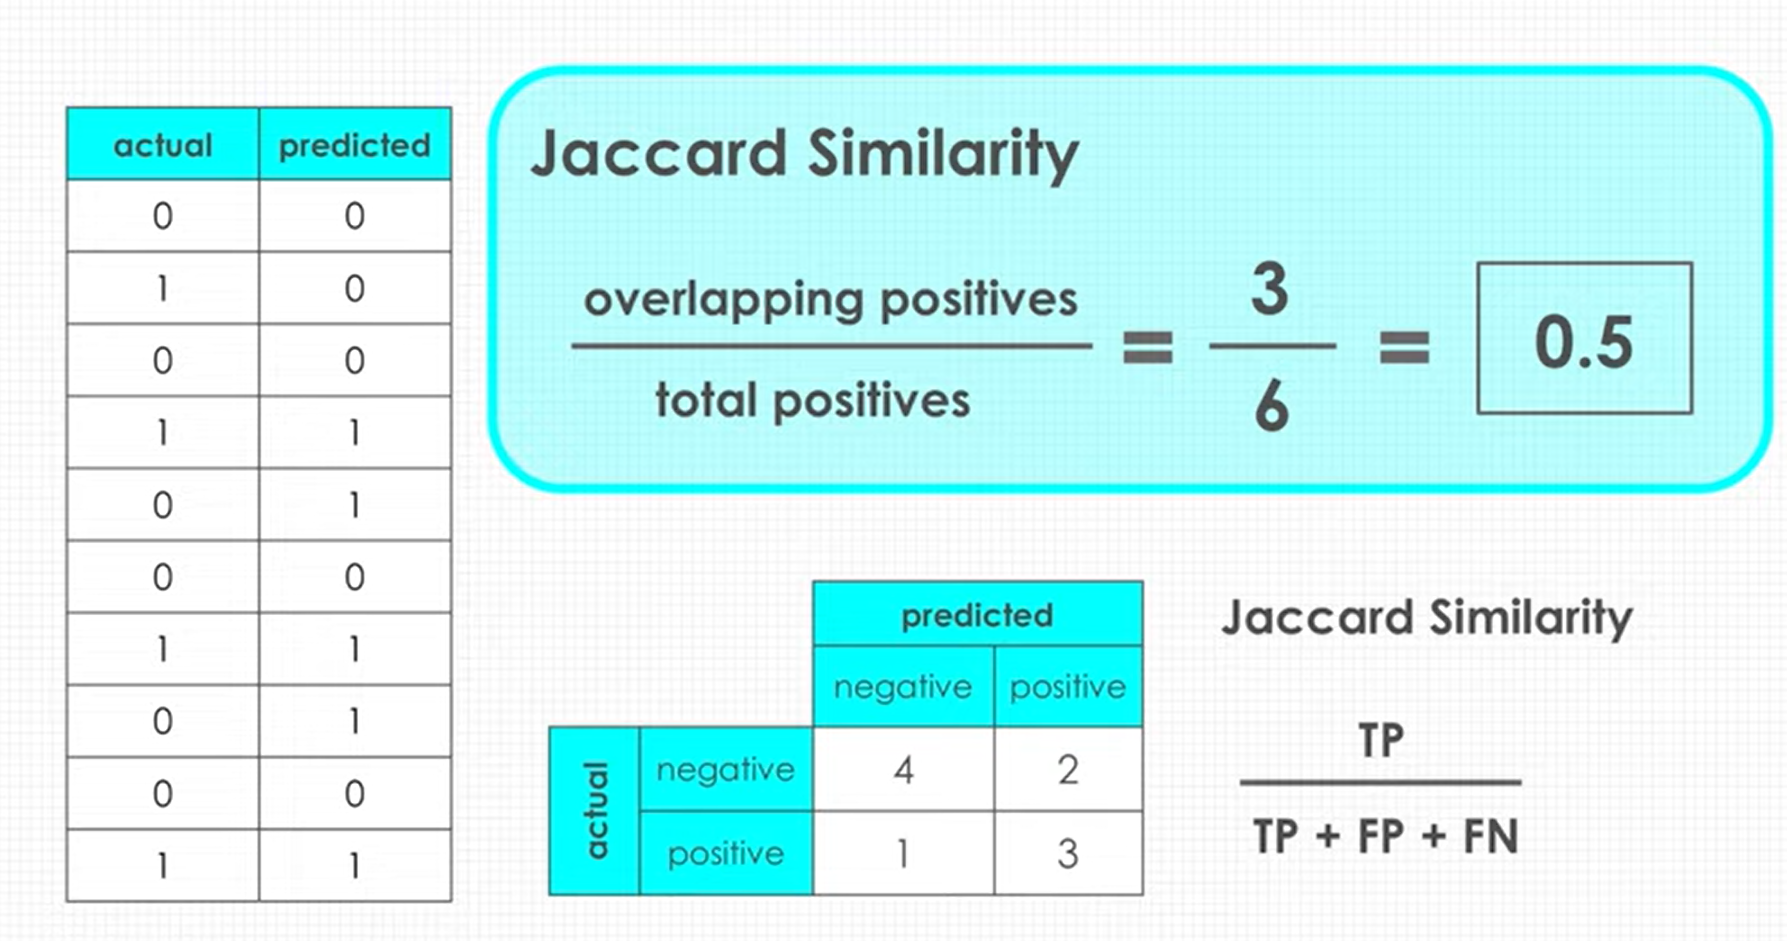 actual predicted
0 0
1 0
0 0
1 1
0 1
0 0
1 1
0 1
0 0
1 1
Jaccard Similarity
overlapping positives
total positives
=
3
6
=
0.5
predicted
negative positive
actual
negative 4 2
positive 1 3
Jaccard Similarity
TP
TP + FP + FN